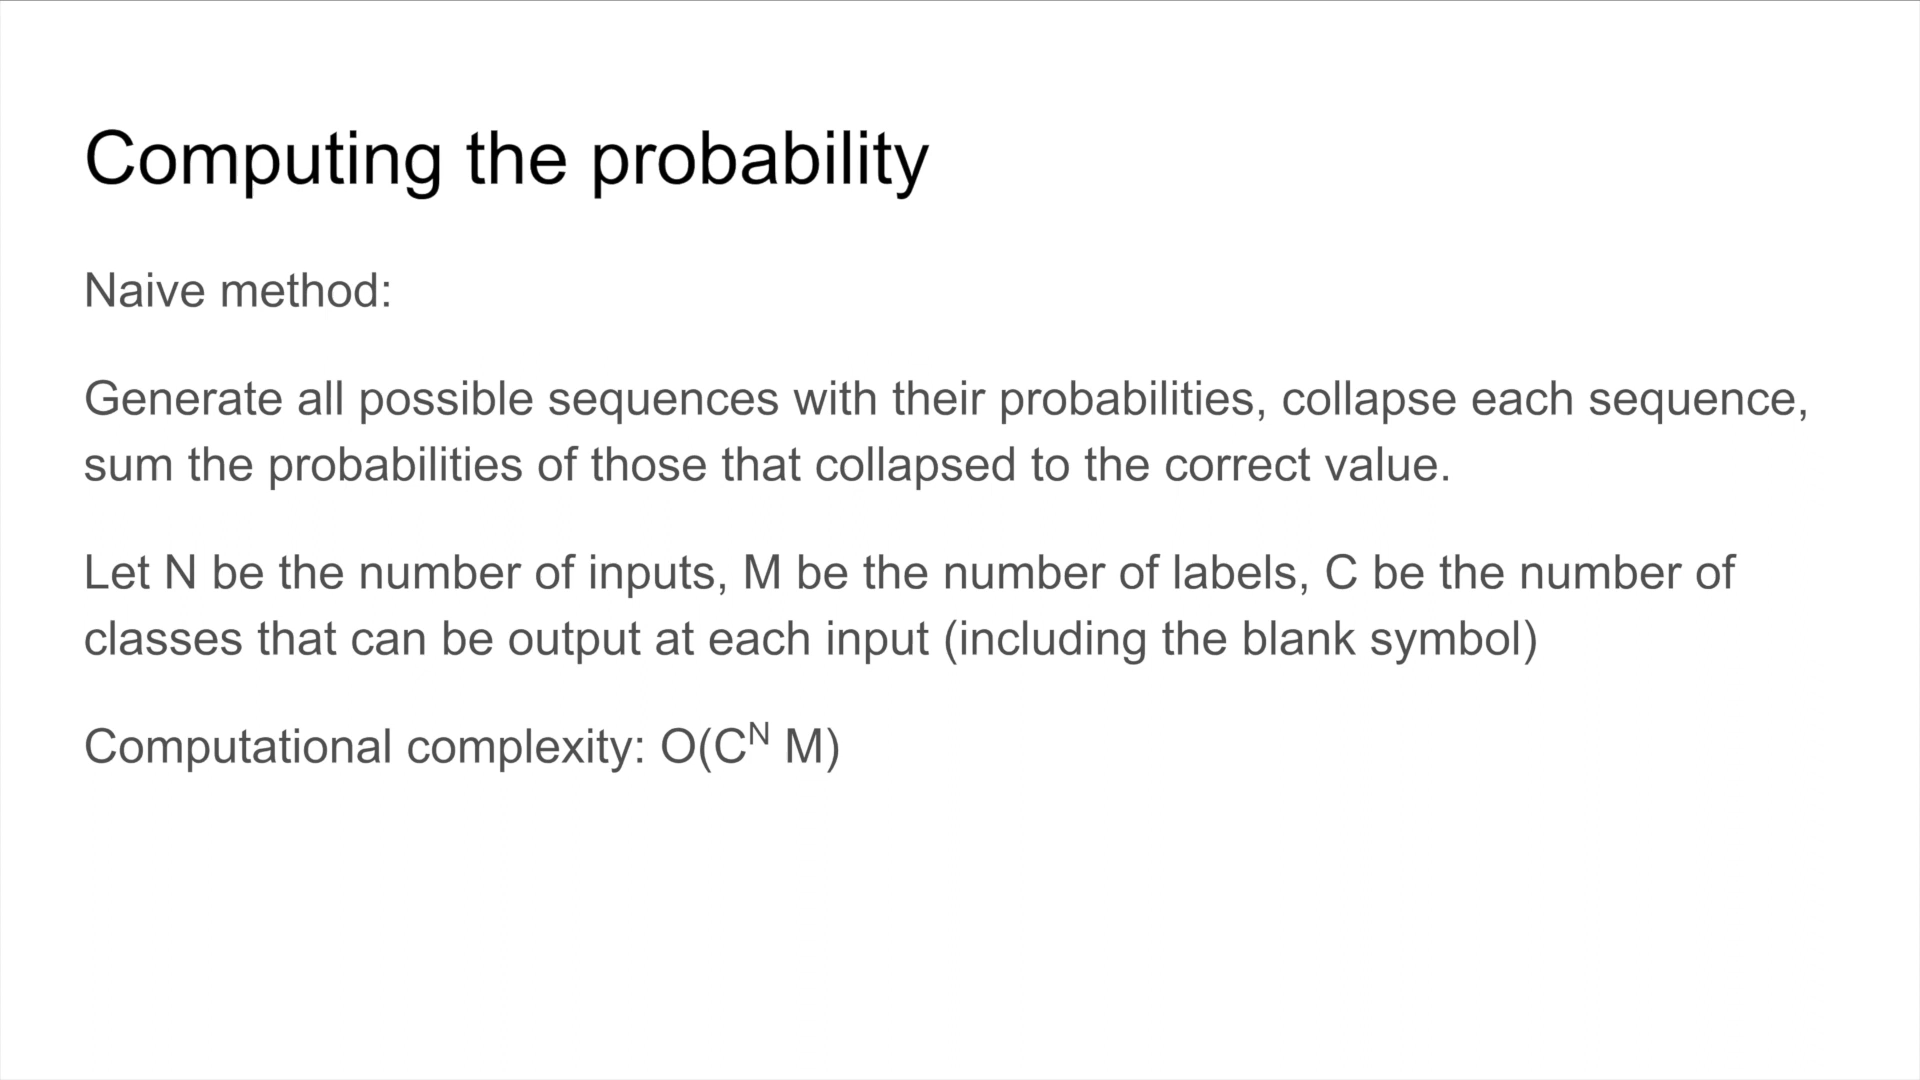 Computing the probability
Naive method:
Generate all possible sequences with their probabilities, collapse each sequence,
sum the probabilities of those that collapsed to the correct value.
Let N be the number of inputs, M be the number of labels, C be the number of
classes that can be output at each input (including the blank symbol)
Computational complexity: O(Cᴺ M)